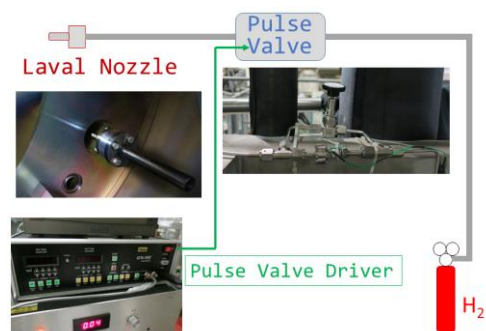 Pulse
Valve
Laval Nozzle
Pulse Valve Driver
H₂